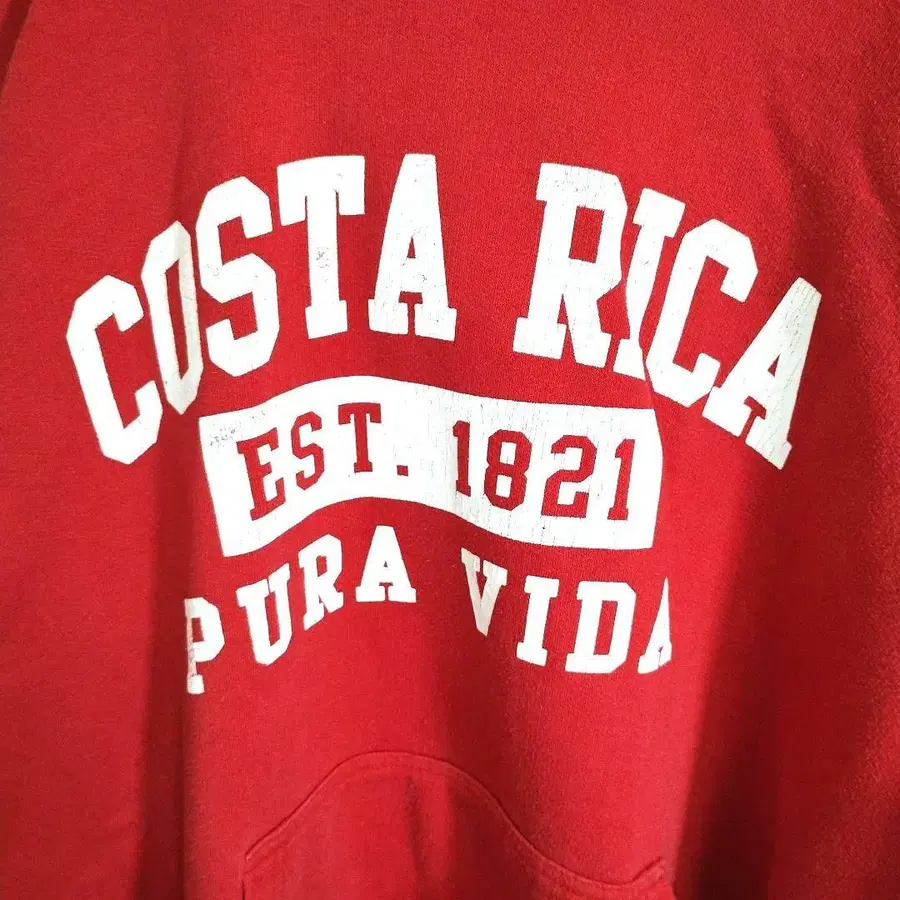 COSTA RICA
EST. 1821
PURA VIDA